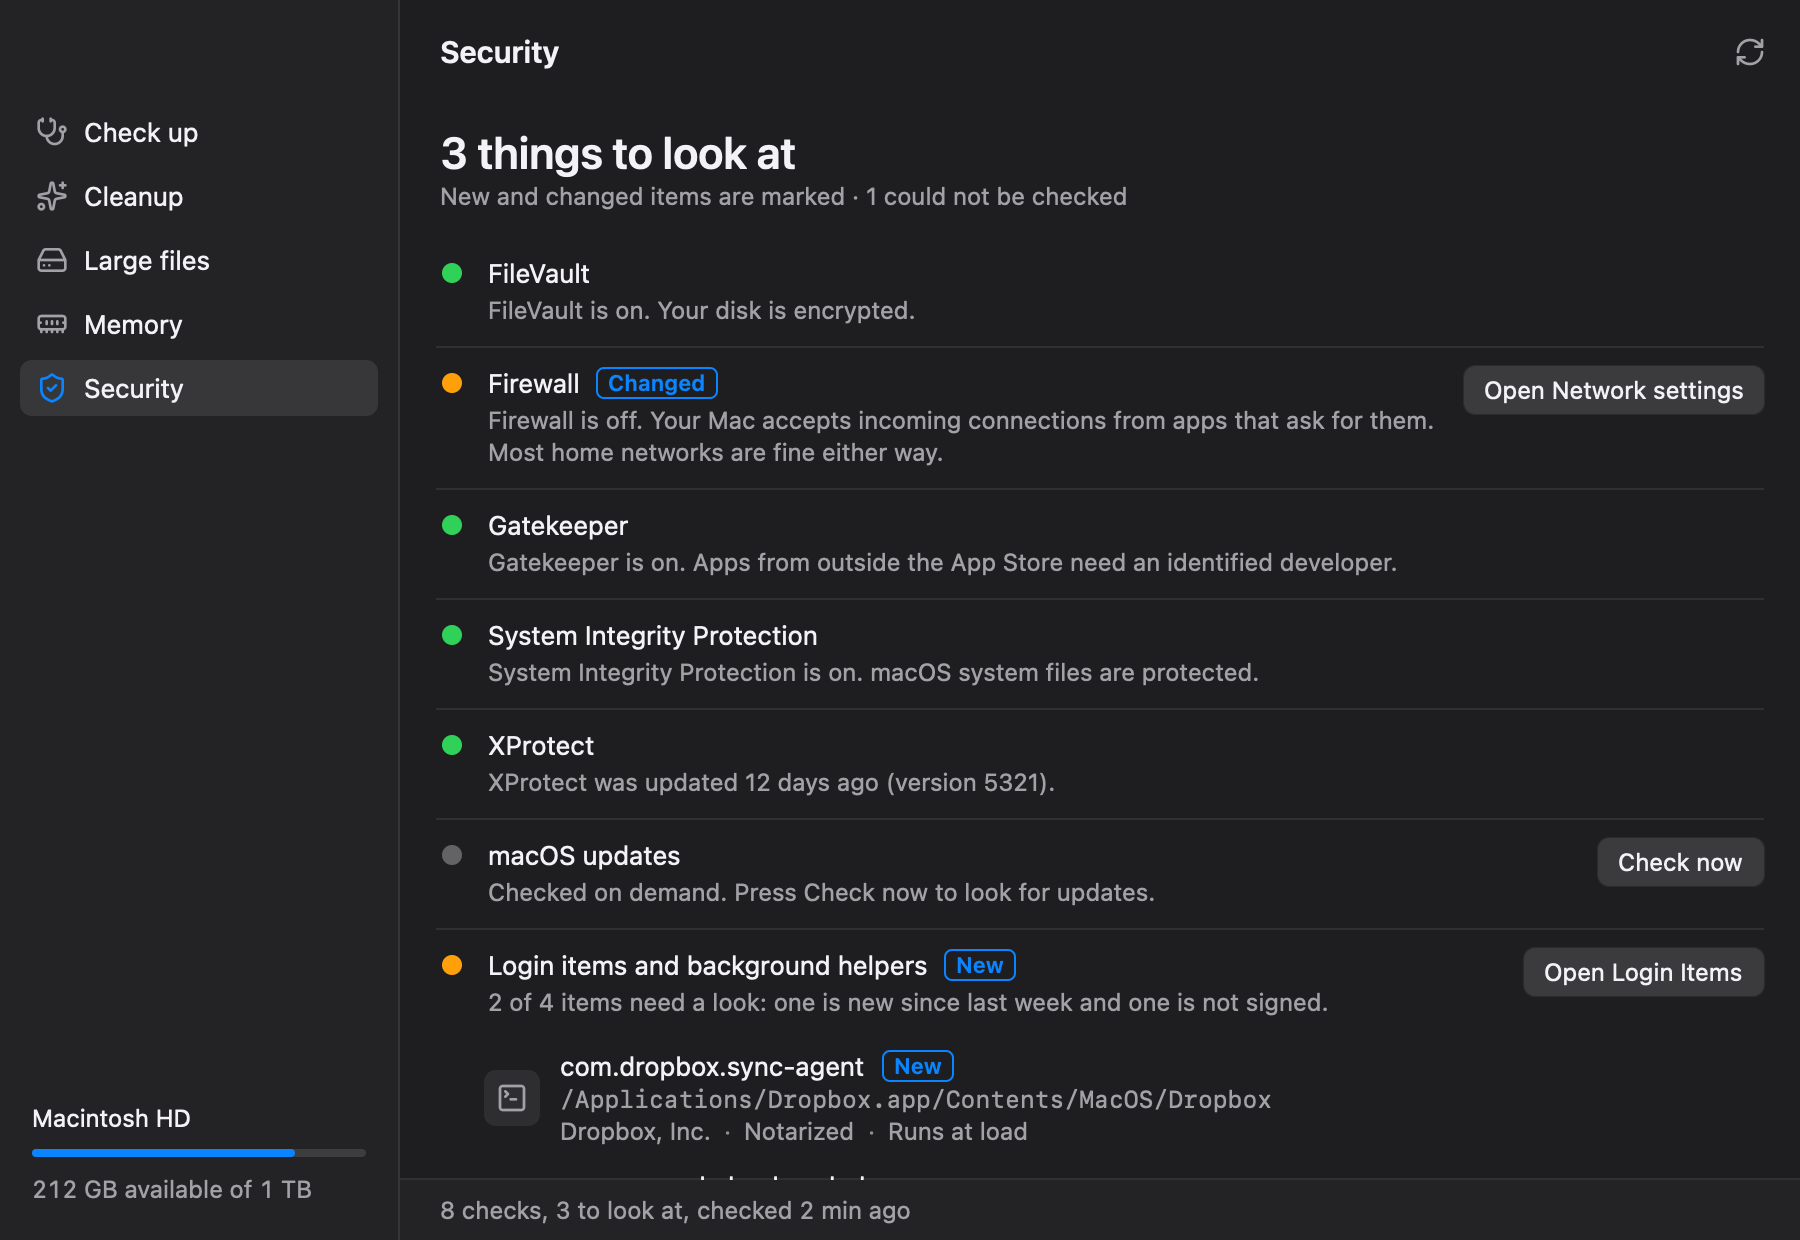 Check up
Cleanup
Large files
Memory
Security
Macintosh HD
212 GB available of 1 TB
Security
3 things to look at
New and changed items are marked · 1 could not be checked
FileVault
FileVault is on. Your disk is encrypted.
Firewall Changed
Open Network settings
Firewall is off. Your Mac accepts incoming connections from apps that ask for them.
Most home networks are fine either way.
Gatekeeper
Gatekeeper is on. Apps from outside the App Store need an identified developer.
System Integrity Protection
System Integrity Protection is on. macOS system files are protected.
XProtect
XProtect was updated 12 days ago (version 5321).
macOS updates
Check now
Checked on demand. Press Check now to look for updates.
Login items and background helpers New
Open Login Items
2 of 4 items need a look: one is new since last week and one is not signed.
com.dropbox.sync-agent New
/Applications/Dropbox.app/Contents/MacOS/Dropbox
Dropbox, Inc. · Notarized · Runs at load
8 checks, 3 to look at, checked 2 min ago